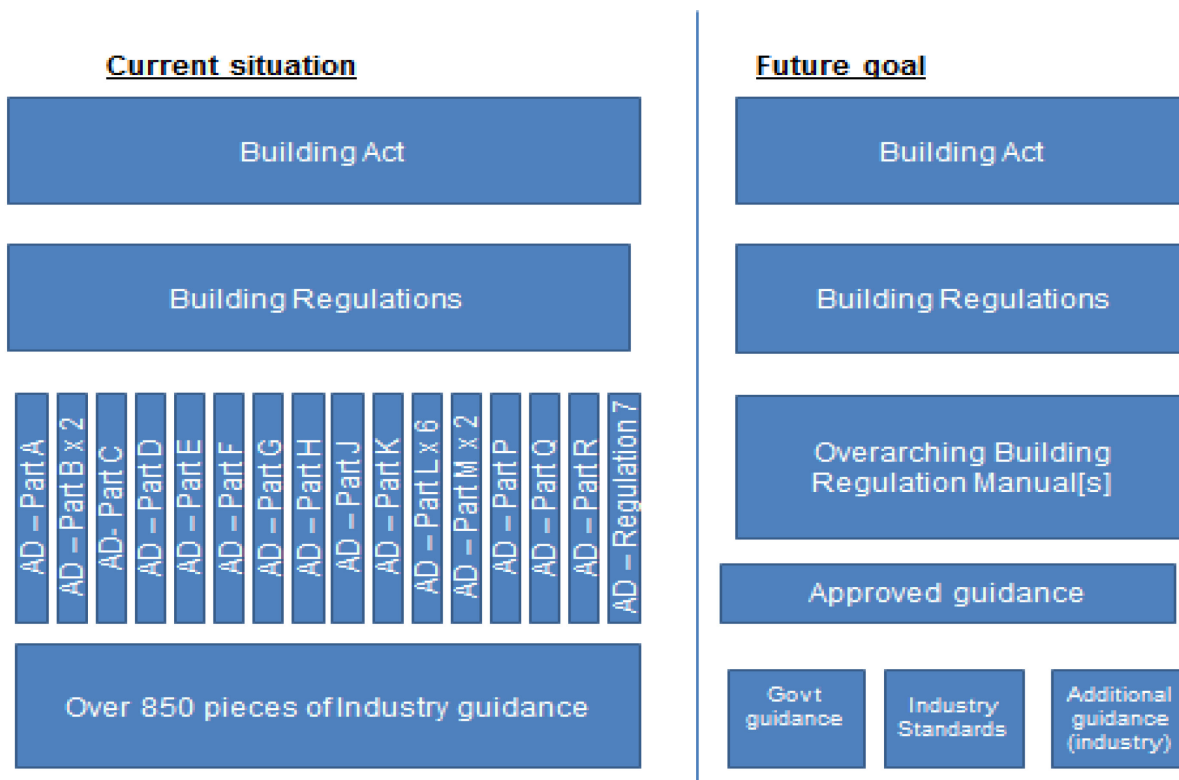 Current situation
Building Act
Building Regulations
AD – Part A
AD – Part B x 2
AD- Part C
AD – Part D
AD – Part E
AD – Part F
AD – Part G
AD – Part H
AD – Part J
AD – Part K
AD – Part L x 6
AD – Part M x 2
AD – Part P
AD – Part Q
AD – Part R
AD – Regulation 7
Over 850 pieces of Industry guidance
Future goal
Building Act
Building Regulations
Overarching Building
Regulation Manual[s]
Approved guidance
Govt
guidance
Industry
Standards
Additional
guidance
(industry)